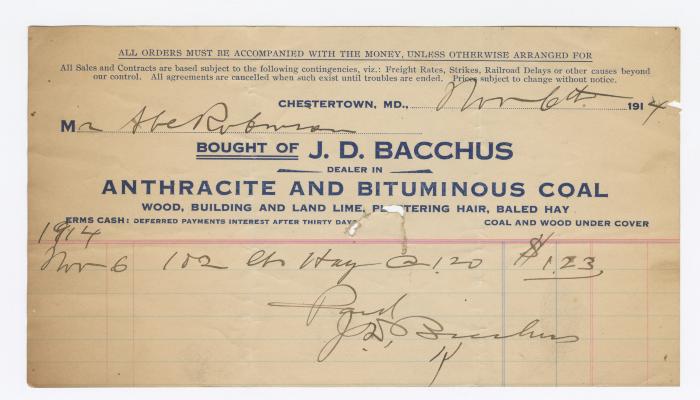 ALL ORDERS MUST BE ACCOMPANIED WITH THE MONEY, UNLESS OTHERWISE ARRANGED FOR
All Sales and Contracts are based subject to the following contingencies, viz.: Freight Rates, Strikes, Railroad Delays or other causes beyond
our control. All agreements are cancelled when such exist until troubles are ended. Prices subject to change without notice.
CHESTERTOWN, MD., Nov 6th 1914
Mr Abe Robinson
BOUGHT OF J. D. BACCHUS
DEALER IN
ANTHRACITE AND BITUMINOUS COAL
WOOD, BUILDING AND LAND LIME, PLASTERING HAIR, BALED HAY
ERMS CASH: DEFERRED PAYMENTS INTEREST AFTER THIRTY DAYS COAL AND WOOD UNDER COVER
1914
Nov 6 102 lbs Hay @ 1.20 $1.23
Paid
J. D. Bacchus